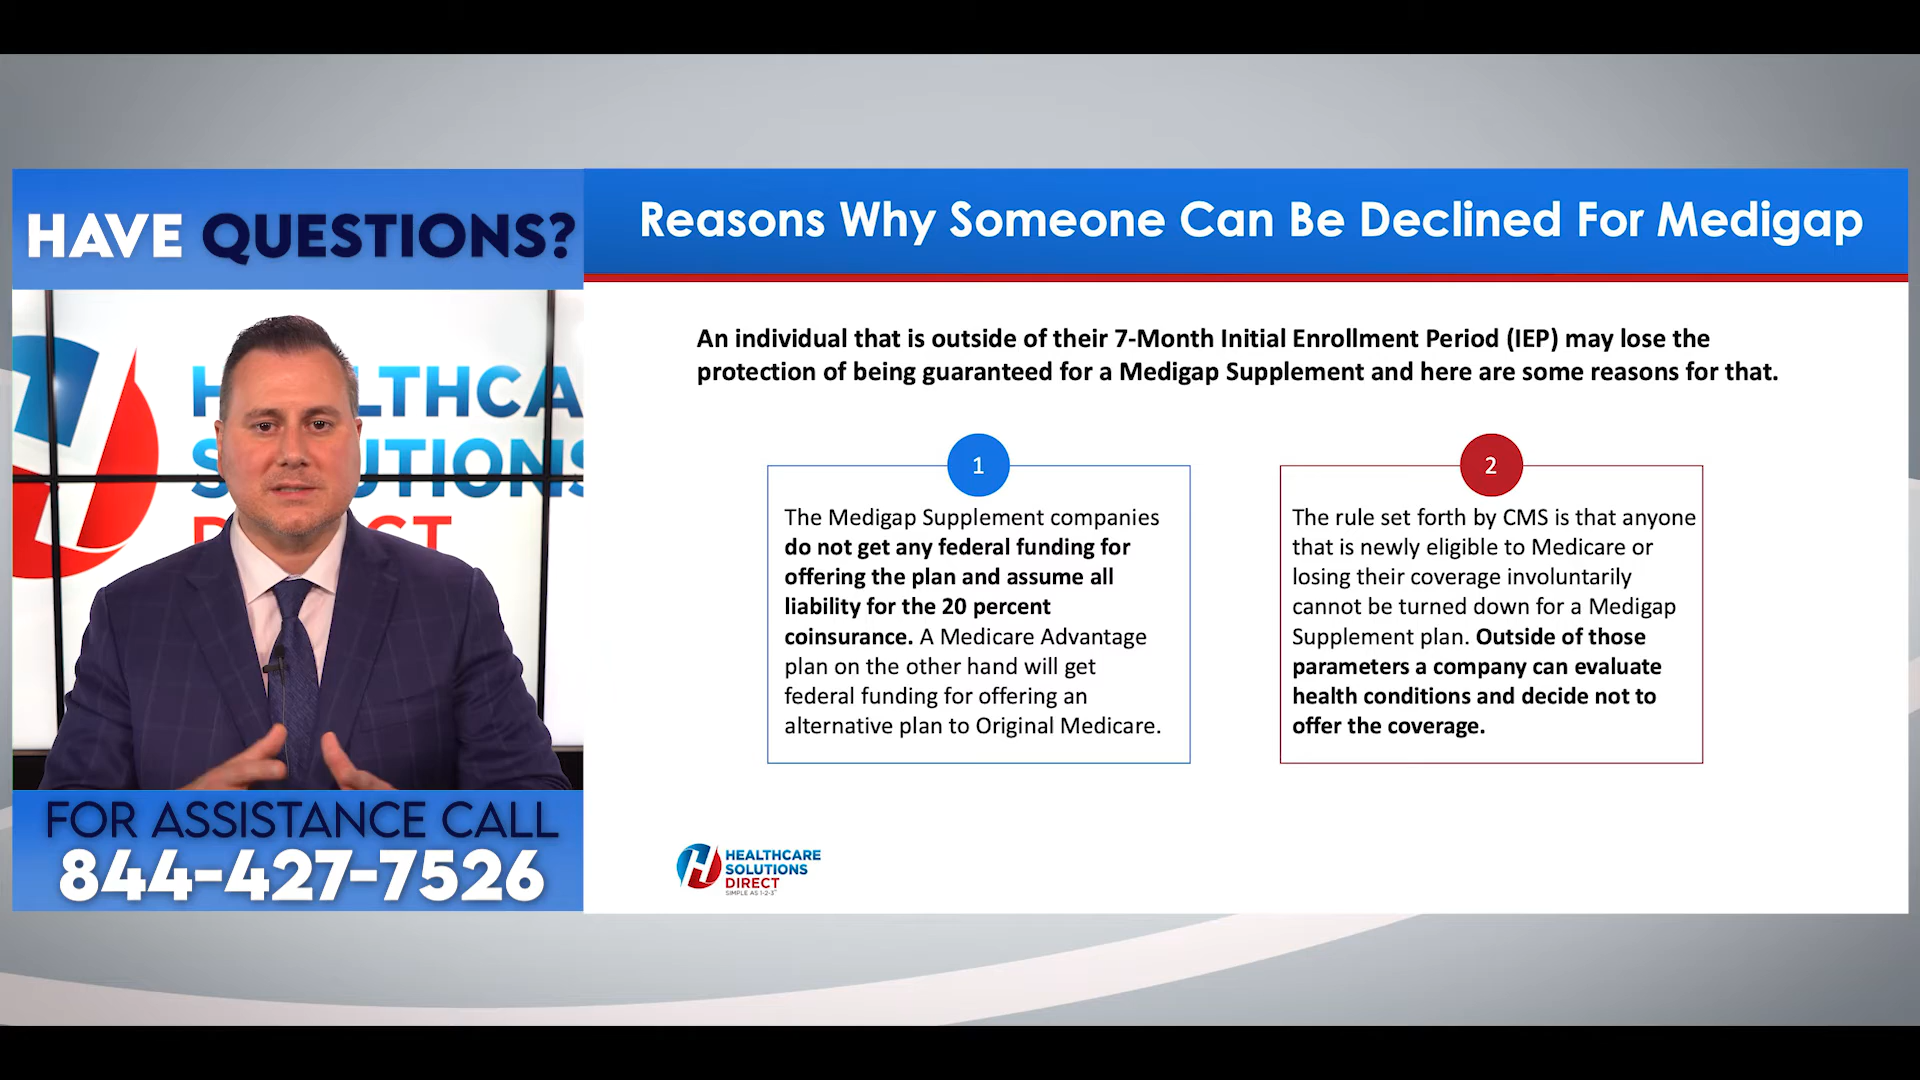 HAVE QUESTIONS?
FOR ASSISTANCE CALL
844-427-7526
Reasons Why Someone Can Be Declined For Medigap
An individual that is outside of their 7-Month Initial Enrollment Period (IEP) may lose the
protection of being guaranteed for a Medigap Supplement and here are some reasons for that.
1
The Medigap Supplement companies
do not get any federal funding for
offering the plan and assume all
liability for the 20 percent
coinsurance. A Medicare Advantage
plan on the other hand will get
federal funding for offering an
alternative plan to Original Medicare.
2
The rule set forth by CMS is that anyone
that is newly eligible to Medicare or
losing their coverage involuntarily
cannot be turned down for a Medigap
Supplement plan. Outside of those
parameters a company can evaluate
health conditions and decide not to
offer the coverage.
HEALTHCARE
SOLUTIONS
DIRECT
SIMPLE AS 1-2-3